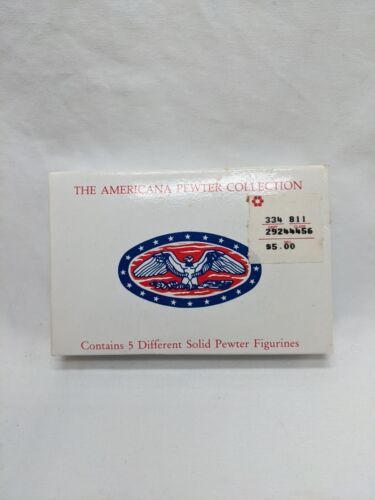 THE AMERICANA PEWTER COLLECTION
334 811
29244456
$5.00
Contains 5 Different Solid Pewter Figurines